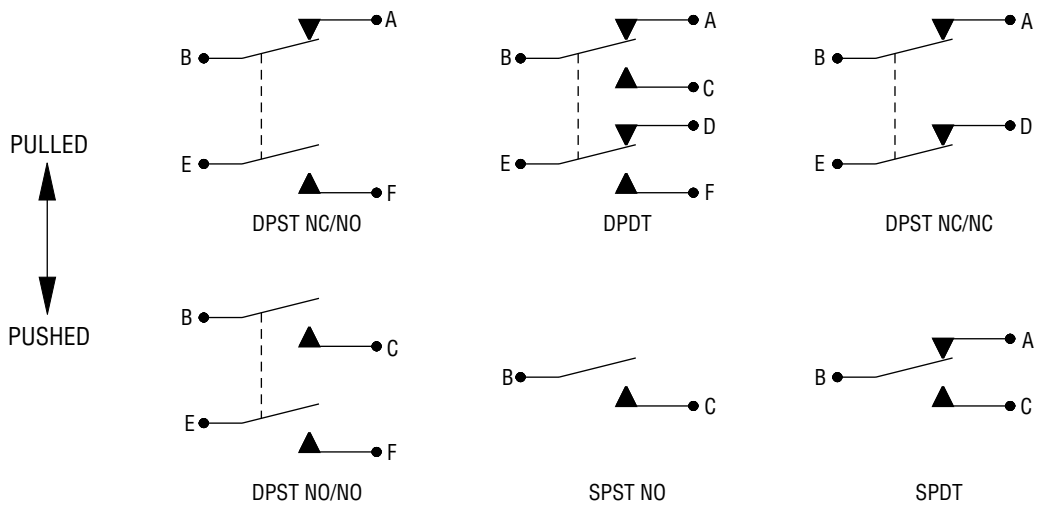 A
B
E
F
DPST NC/NO
A
B
C
D
E
F
DPDT
A
B
D
E
DPST NC/NC
PULLED
PUSHED
B
C
E
F
DPST NO/NO
B
C
SPST NO
A
B
C
SPDT